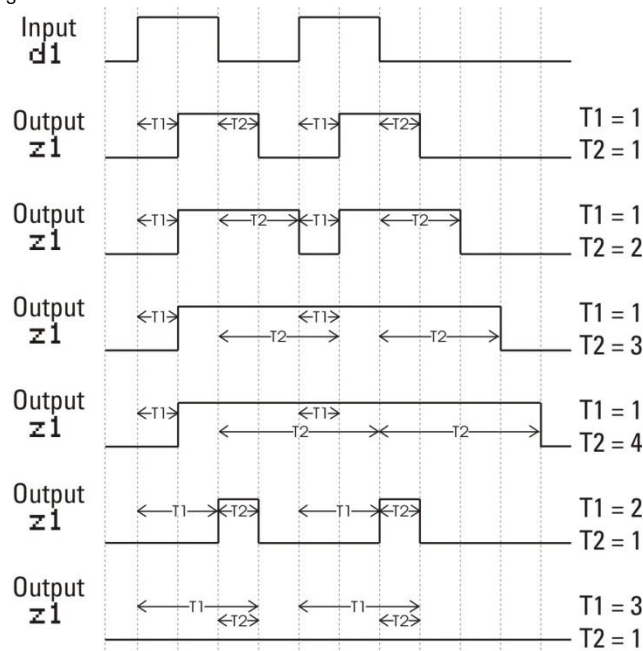 Input
d1
Output
z1
T1
T2
T1
T2
T1 = 1
T2 = 1
Output
z1
T1
T2
T1
T2
T1 = 1
T2 = 2
Output
z1
T1
T1
T2
T2
T1 = 1
T2 = 3
Output
z1
T1
T1
T2
T2
T1 = 1
T2 = 4
Output
z1
T1
T2
T1
T2
T1 = 2
T2 = 1
Output
z1
T1
T1
T2
T2
T1 = 3
T2 = 1